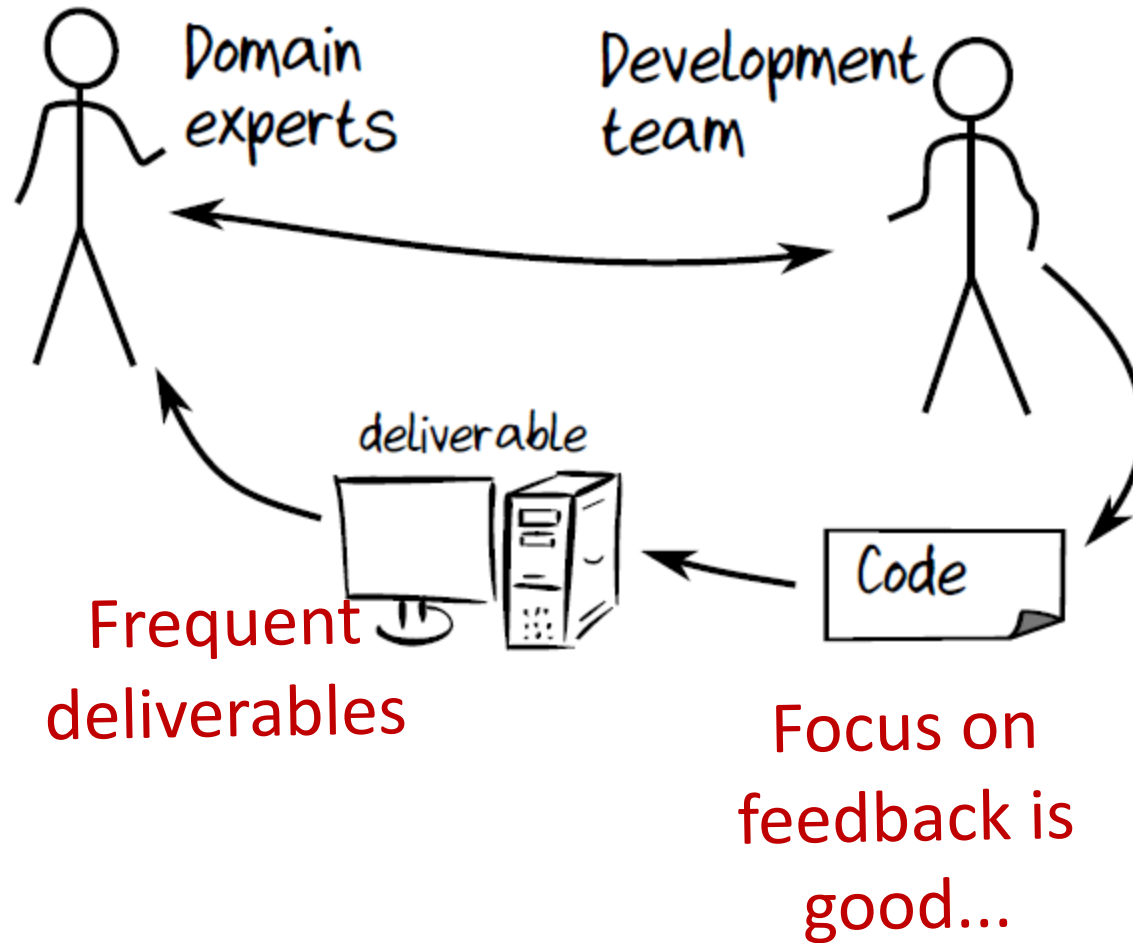 Domain
experts
Development
team
deliverable
Code
Frequent
deliverables
Focus on
feedback is
good...